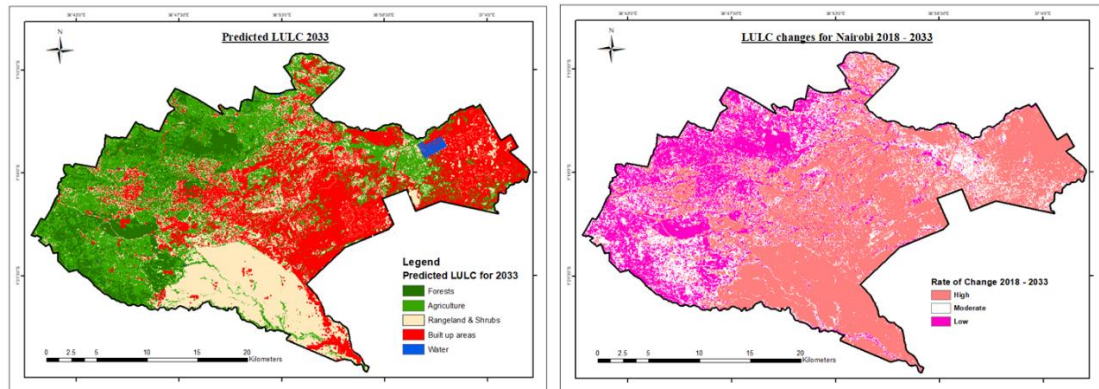 Predicted LULC 2033
Legend
Predicted LULC for 2033
Forests
Agriculture
Rangeland & Shrubs
Built up areas
Water
0 2.5 5 10 15 20
Kilometers
LULC changes for Nairobi 2018 - 2033
Rate of Change 2018 - 2033
High
Moderate
Low
0 2.5 5 10 15 20
Kilometers